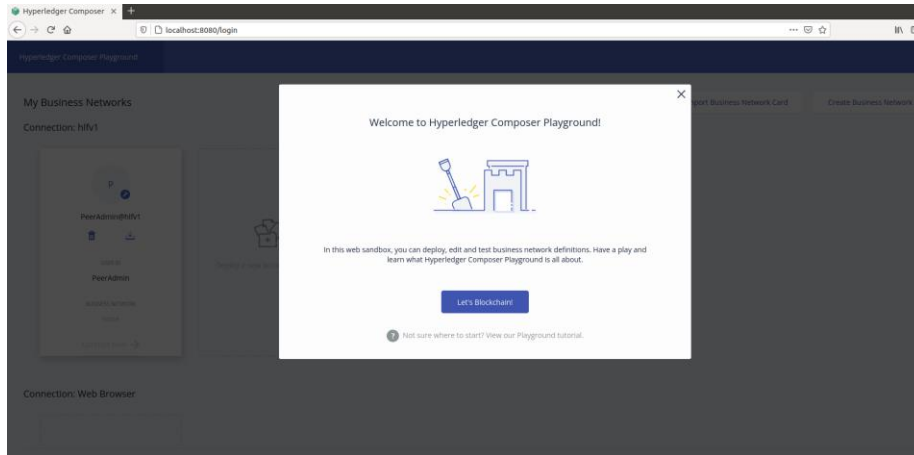 Hyperledger Composer
localhost:8080/login
Hyperledger Composer Playground
My Business Networks
Import Business Network Card
Create Business Network
Connection: hlfv1
P
PeerAdmin@hlfv1
PeerAdmin
BUSINESS NETWORK
Welcome to Hyperledger Composer Playground!
In this web sandbox, you can deploy, edit and test business network definitions. Have a play and
learn what Hyperledger Composer Playground is all about.
Let's Blockchain!
? Not sure where to start? View our Playground tutorial.
Connection: Web Browser